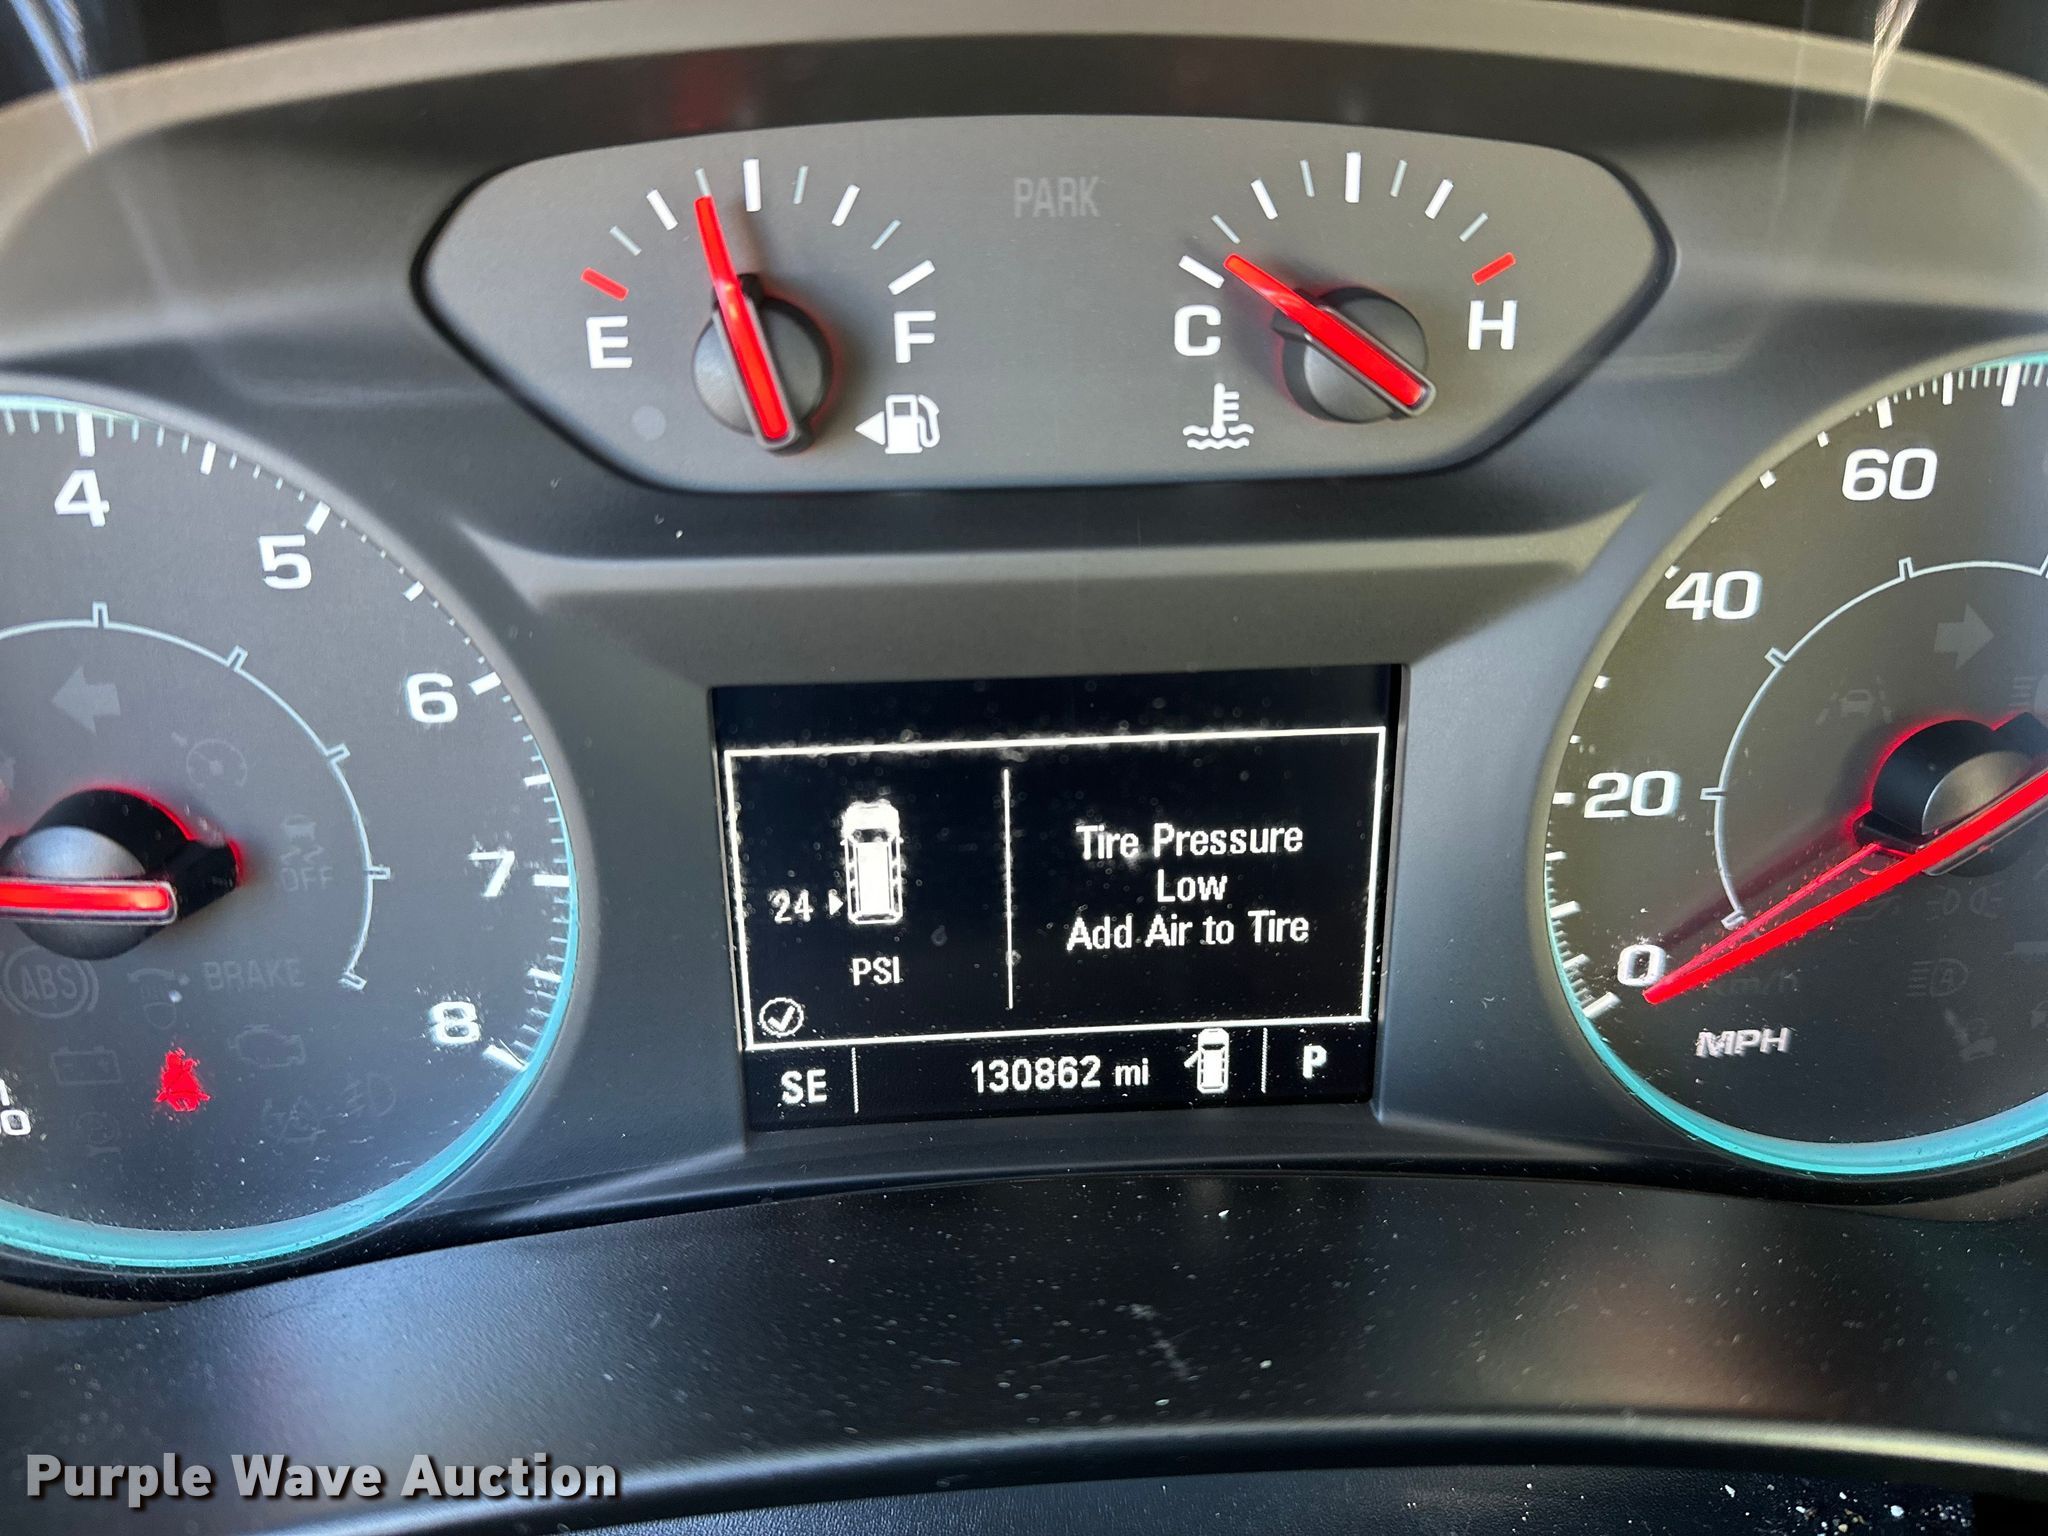 PARK
E
F
C
H
4
5
6
7
8
60
40
20
0
MPH
km/h
OFF
ABS
BRAKE
24
PSI
Tire Pressure
Low
Add Air to Tire
SE
130862 mi
P
Purple Wave Auction